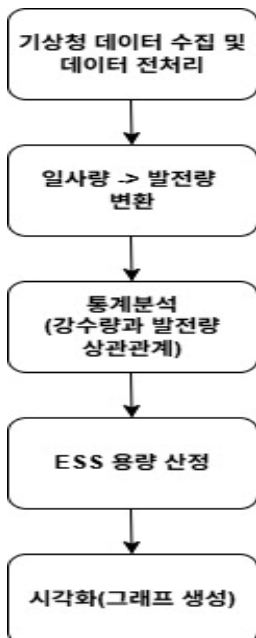 기상청 데이터 수집 및
데이터 전처리
일사량 -> 발전량
변환
통계분석
(강수량과 발전량
상관관계)
ESS 용량 산정
시각화(그래프 생성)